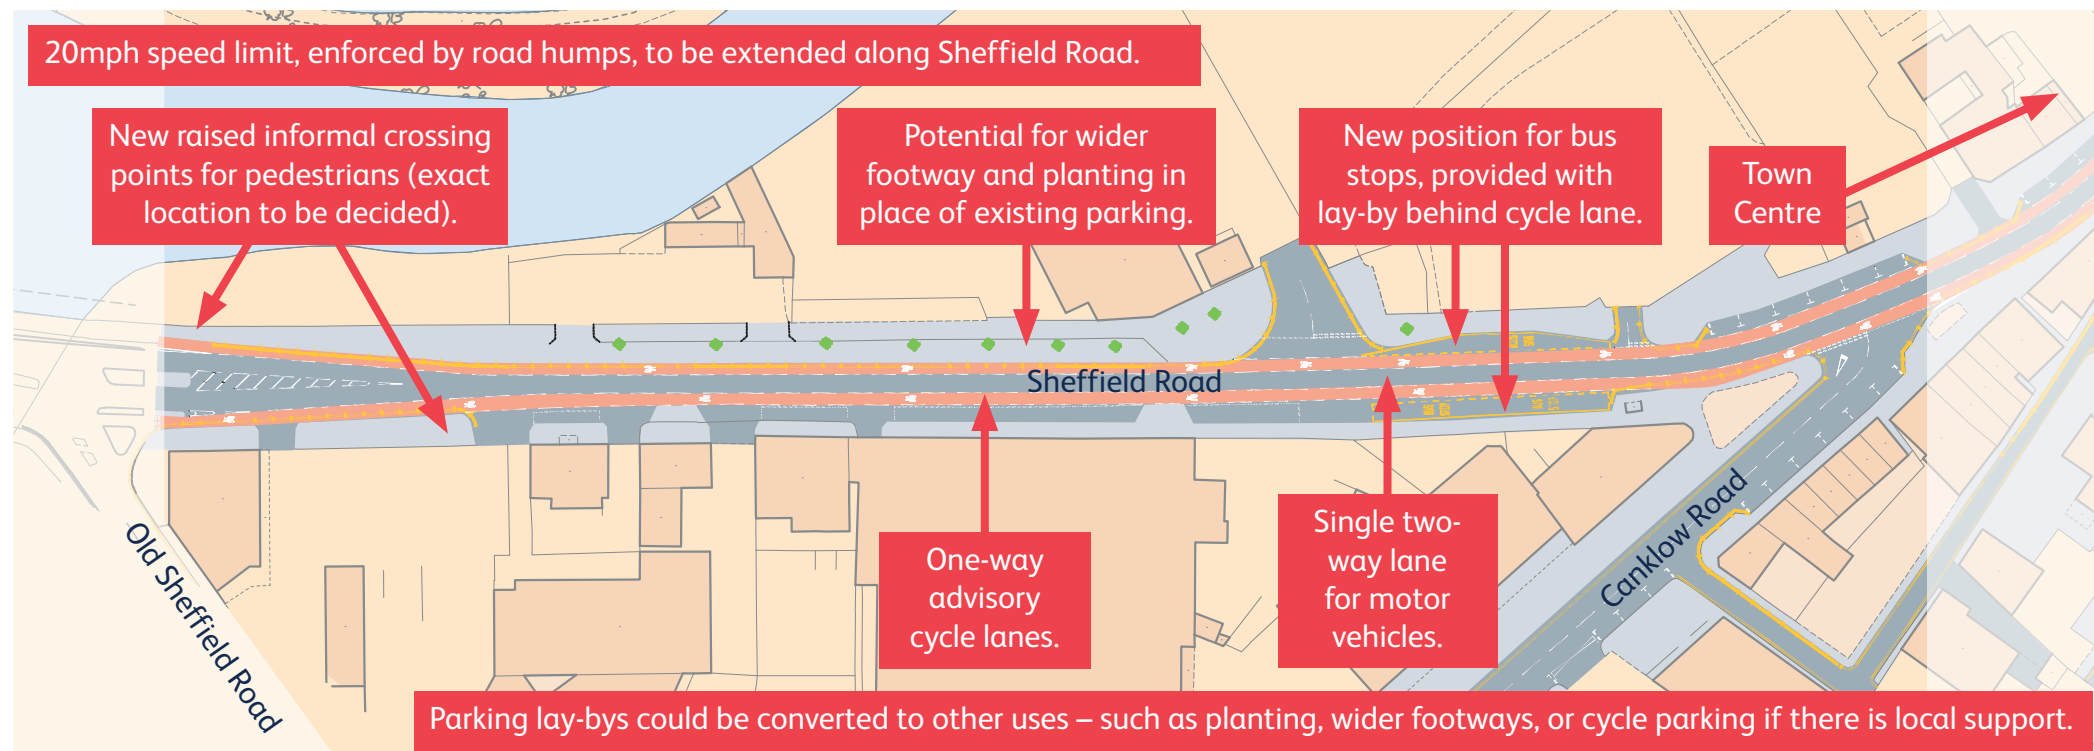 20mph speed limit, enforced by road humps, to be extended along Sheffield Road.
New raised informal crossing
points for pedestrians (exact
location to be decided).
Potential for wider
footway and planting in
place of existing parking.
New position for bus
stops, provided with
lay-by behind cycle lane.
Town
Centre
Sheffield Road
One-way
advisory
cycle lanes.
Single two-
way lane
for motor
vehicles.
Old Sheffield Road
Canklow Road
Parking lay-bys could be converted to other uses – such as planting, wider footways, or cycle parking if there is local support.